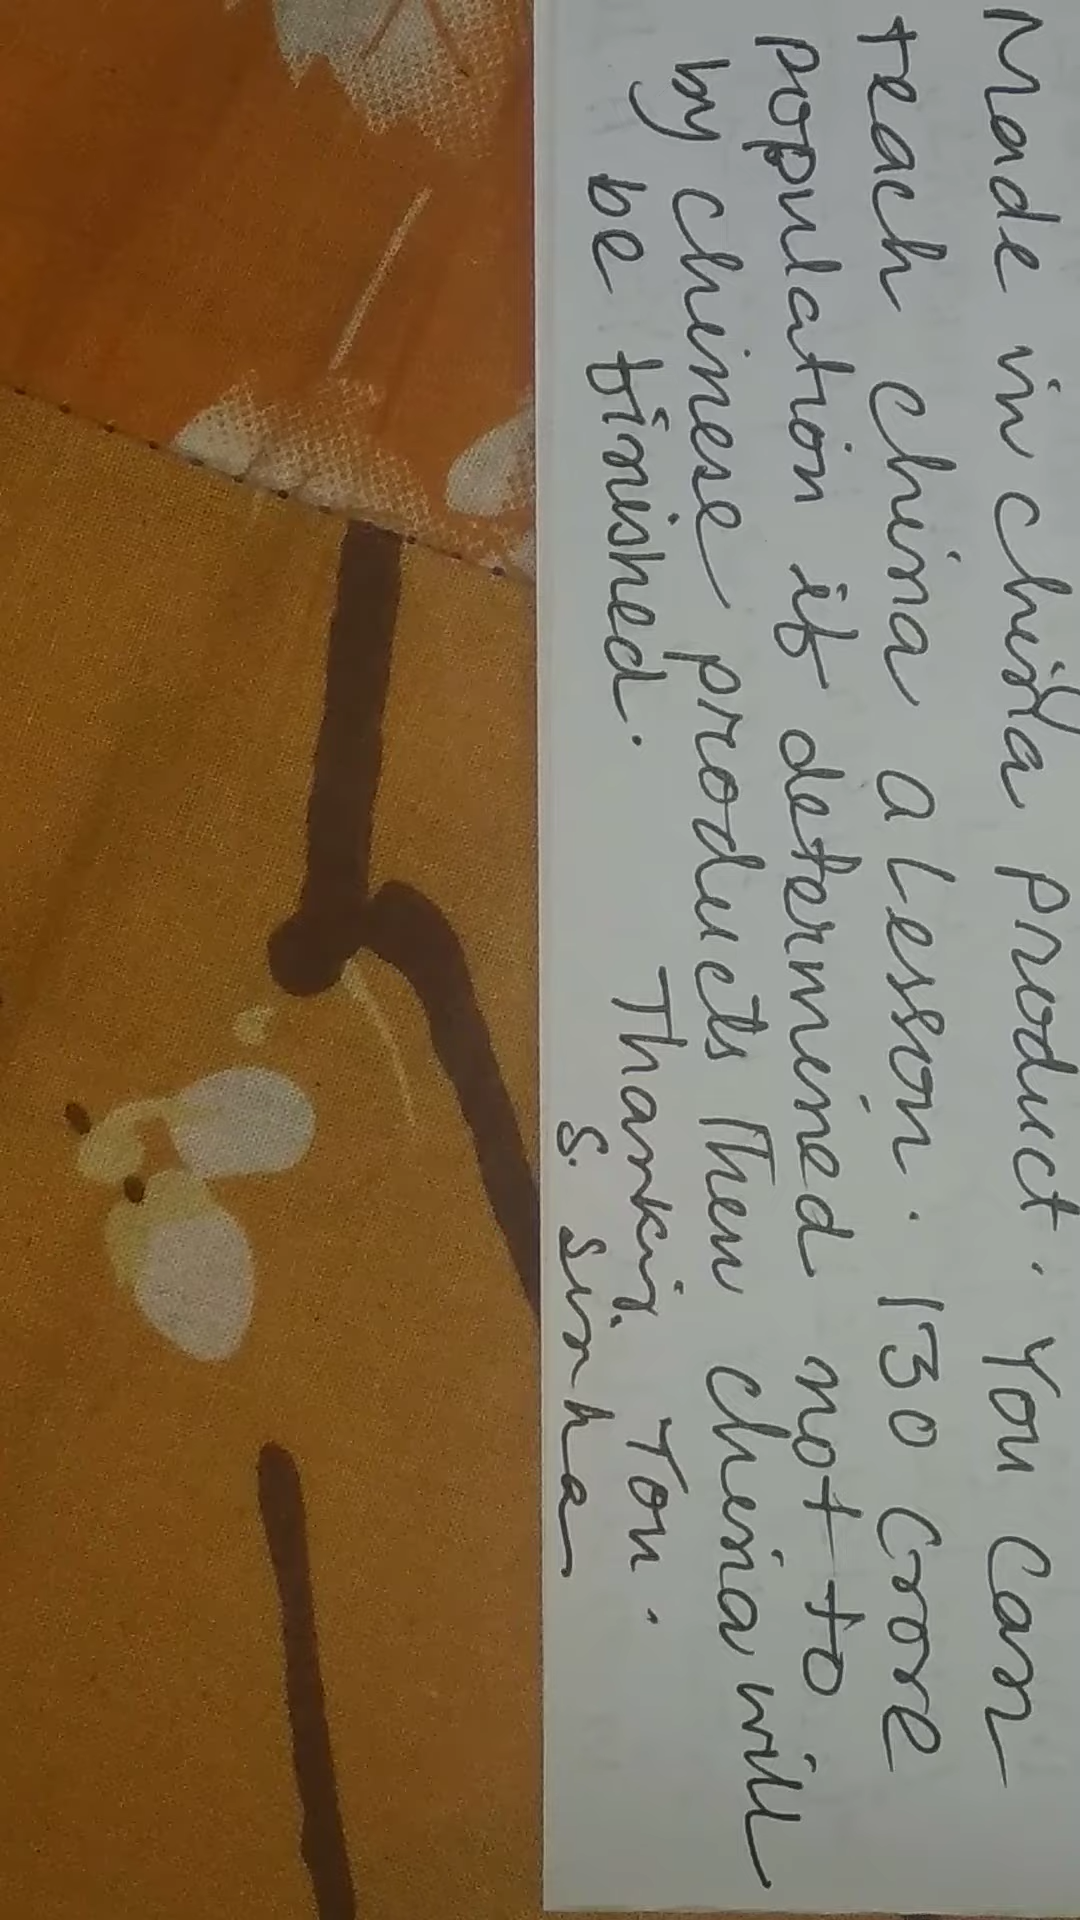 Made in china product. You can
teach china a lesson. 130 crore
population if determined not to
by chinese products then china will
be finished. Thankig You.
S. Sinha